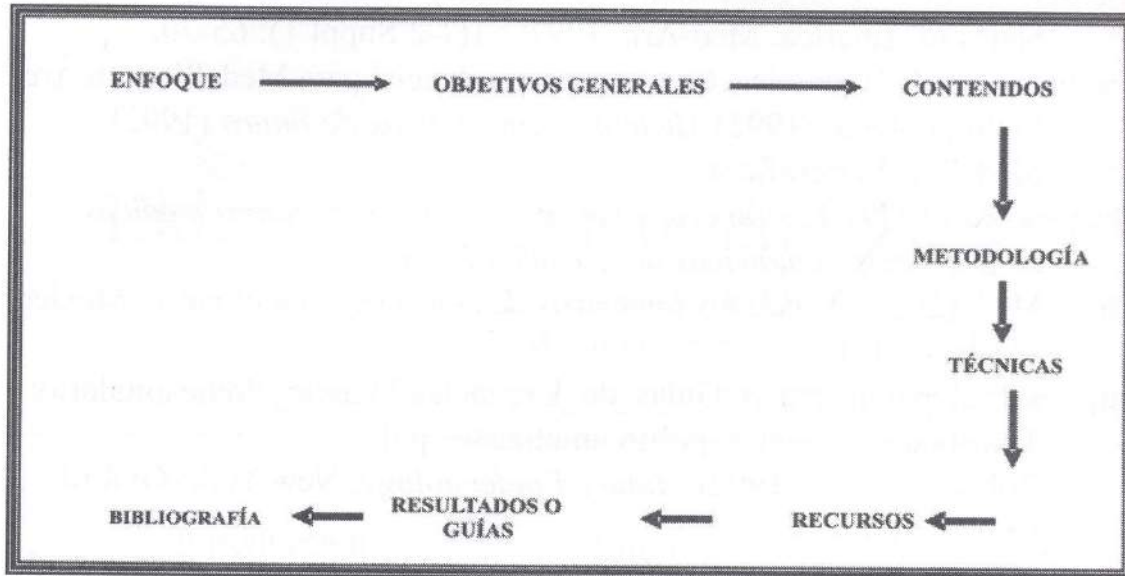 ENFOQUE OBJETIVOS GENERALES CONTENIDOS
METODOLOGÍA
TÉCNICAS
BIBLIOGRAFÍA RESULTADOS O
GUÍAS RECURSOS